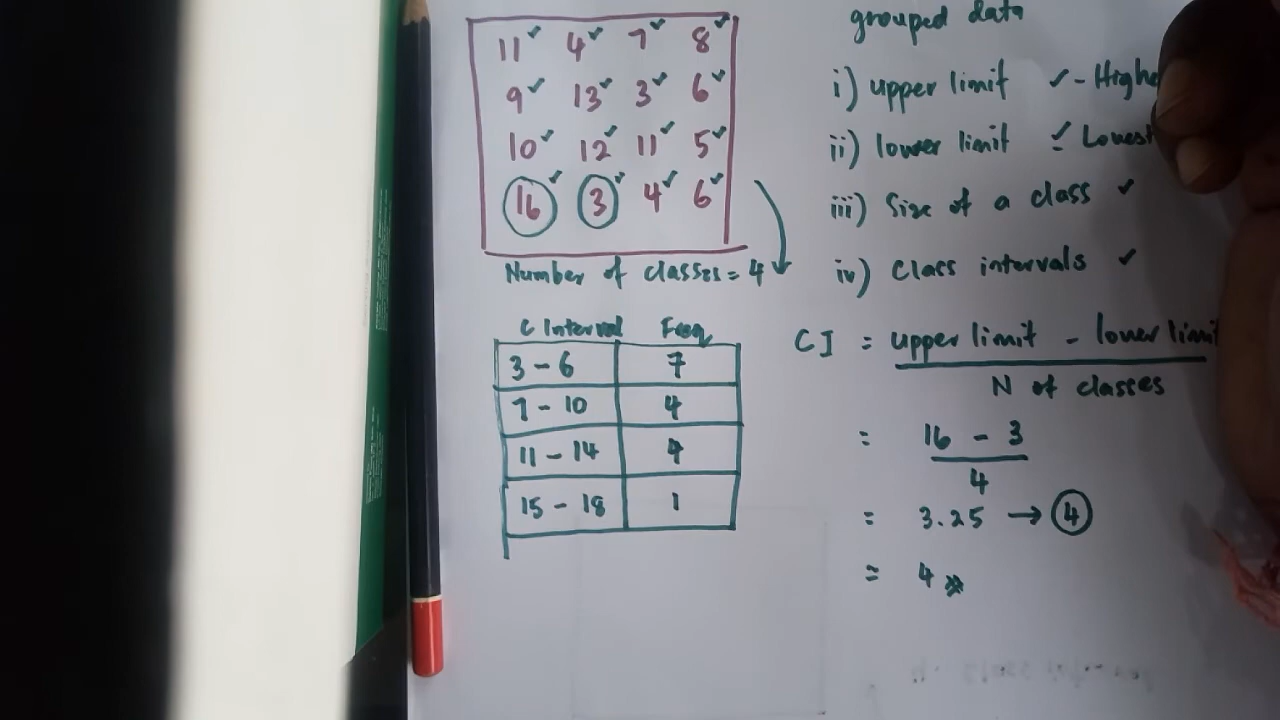 11 4 7 8
9 13 3 6
10 12 11 5
16 3 4 6
Number of classes = 4
C Interval Freq
3 - 6 7
7 - 10 4
11 - 14 4
15 - 18 1
grouped data
i) upper limit ✓ -
ii) lower limit ✓ - Lowest
iii) Size of a class ✓
iv) Class intervals ✓
CI = upper limit - lower limit
N of classes
= 16 - 3
4
= 3.25 → 4
= 4